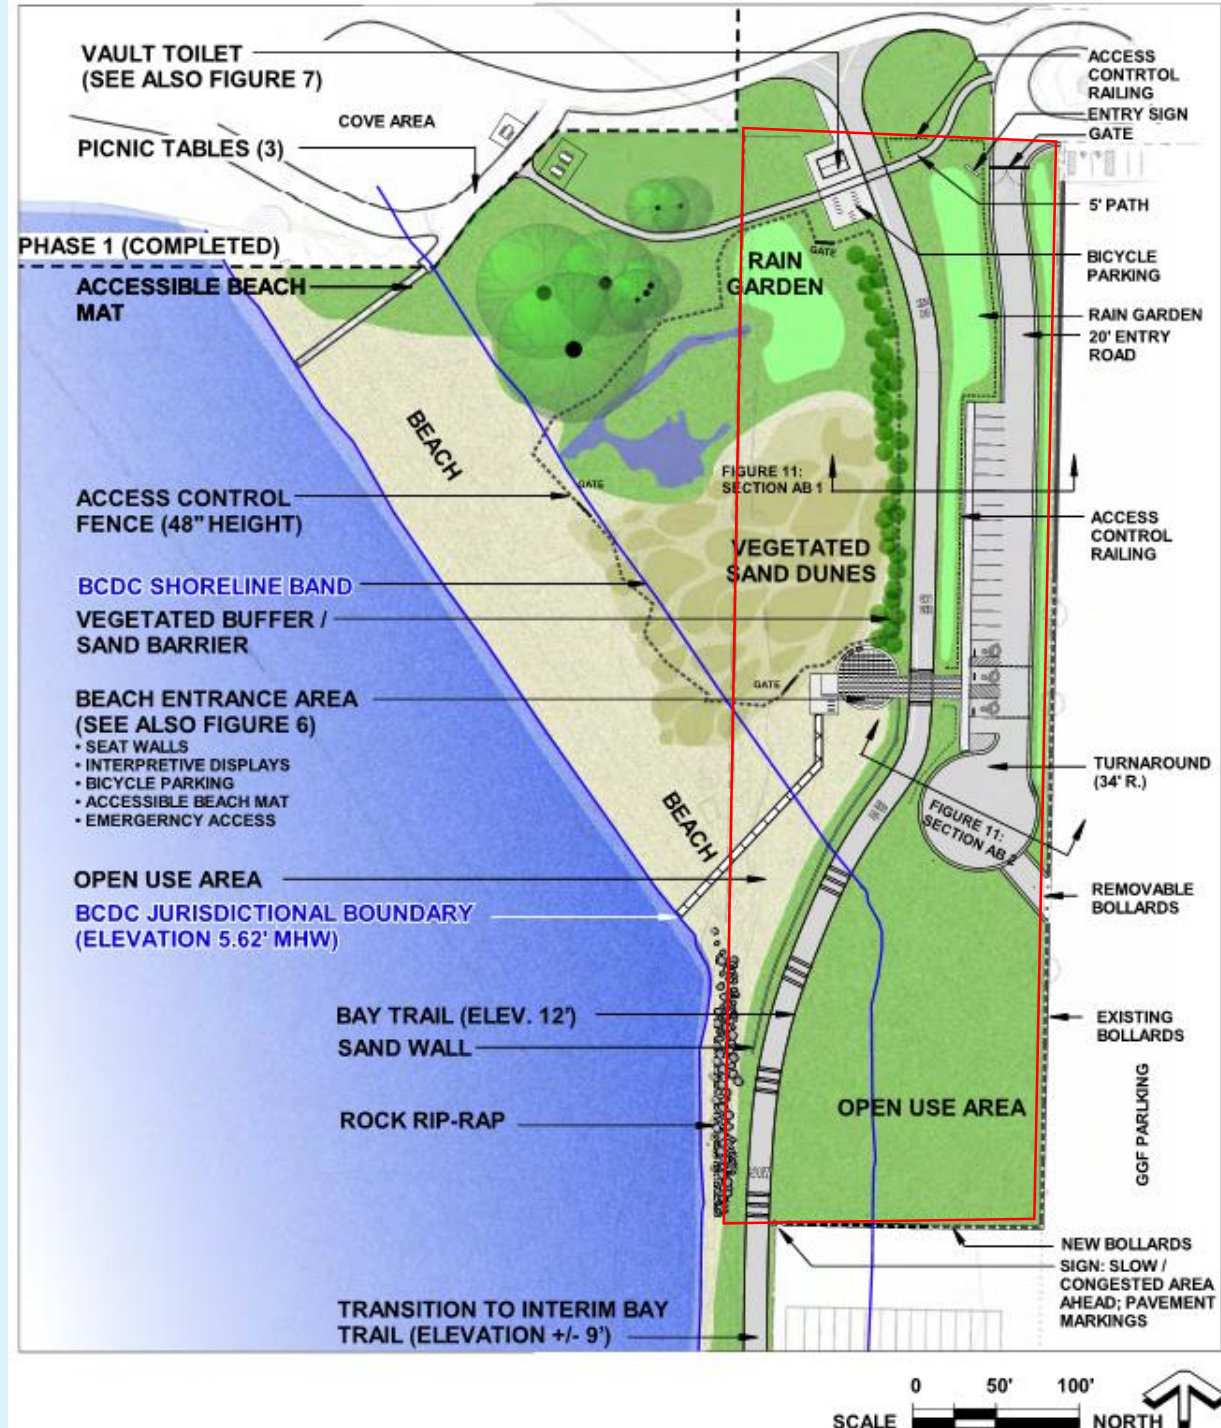 VAULT TOILET
(SEE ALSO FIGURE 7)
COVE AREA
PICNIC TABLES (3)
PHASE 1 (COMPLETED)
ACCESSIBLE BEACH
MAT
BEACH
ACCESS CONTROL
FENCE (48" HEIGHT)
BCDC SHORELINE BAND
VEGETATED BUFFER /
SAND BARRIER
BEACH ENTRANCE AREA
(SEE ALSO FIGURE 6)
• SEAT WALLS
• INTERPRETIVE DISPLAYS
• BICYCLE PARKING
• ACCESSIBLE BEACH MAT
• EMERGERNCY ACCESS
BEACH
OPEN USE AREA
BCDC JURISDICTIONAL BOUNDARY
(ELEVATION 5.62' MHW)
BAY TRAIL (ELEV. 12')
SAND WALL
ROCK RIP-RAP
TRANSITION TO INTERIM BAY
TRAIL (ELEVATION +/- 9')
RAIN
GARDEN
GATE
GATE
FIGURE 11:
SECTION AB 1
VEGETATED
SAND DUNES
GATE
FIGURE 11:
SECTION AB 2
OPEN USE AREA
ACCESS
CONTRTOL
RAILING
ENTRY SIGN
GATE
5' PATH
BICYCLE
PARKING
RAIN GARDEN
20' ENTRY
ROAD
ACCESS
CONTROL
RAILING
TURNAROUND
(34' R.)
REMOVABLE
BOLLARDS
EXISTING
BOLLARDS
GGF PARLKING
NEW BOLLARDS
SIGN: SLOW /
CONGESTED AREA
AHEAD; PAVEMENT
MARKINGS
0 50' 100'
SCALE NORTH